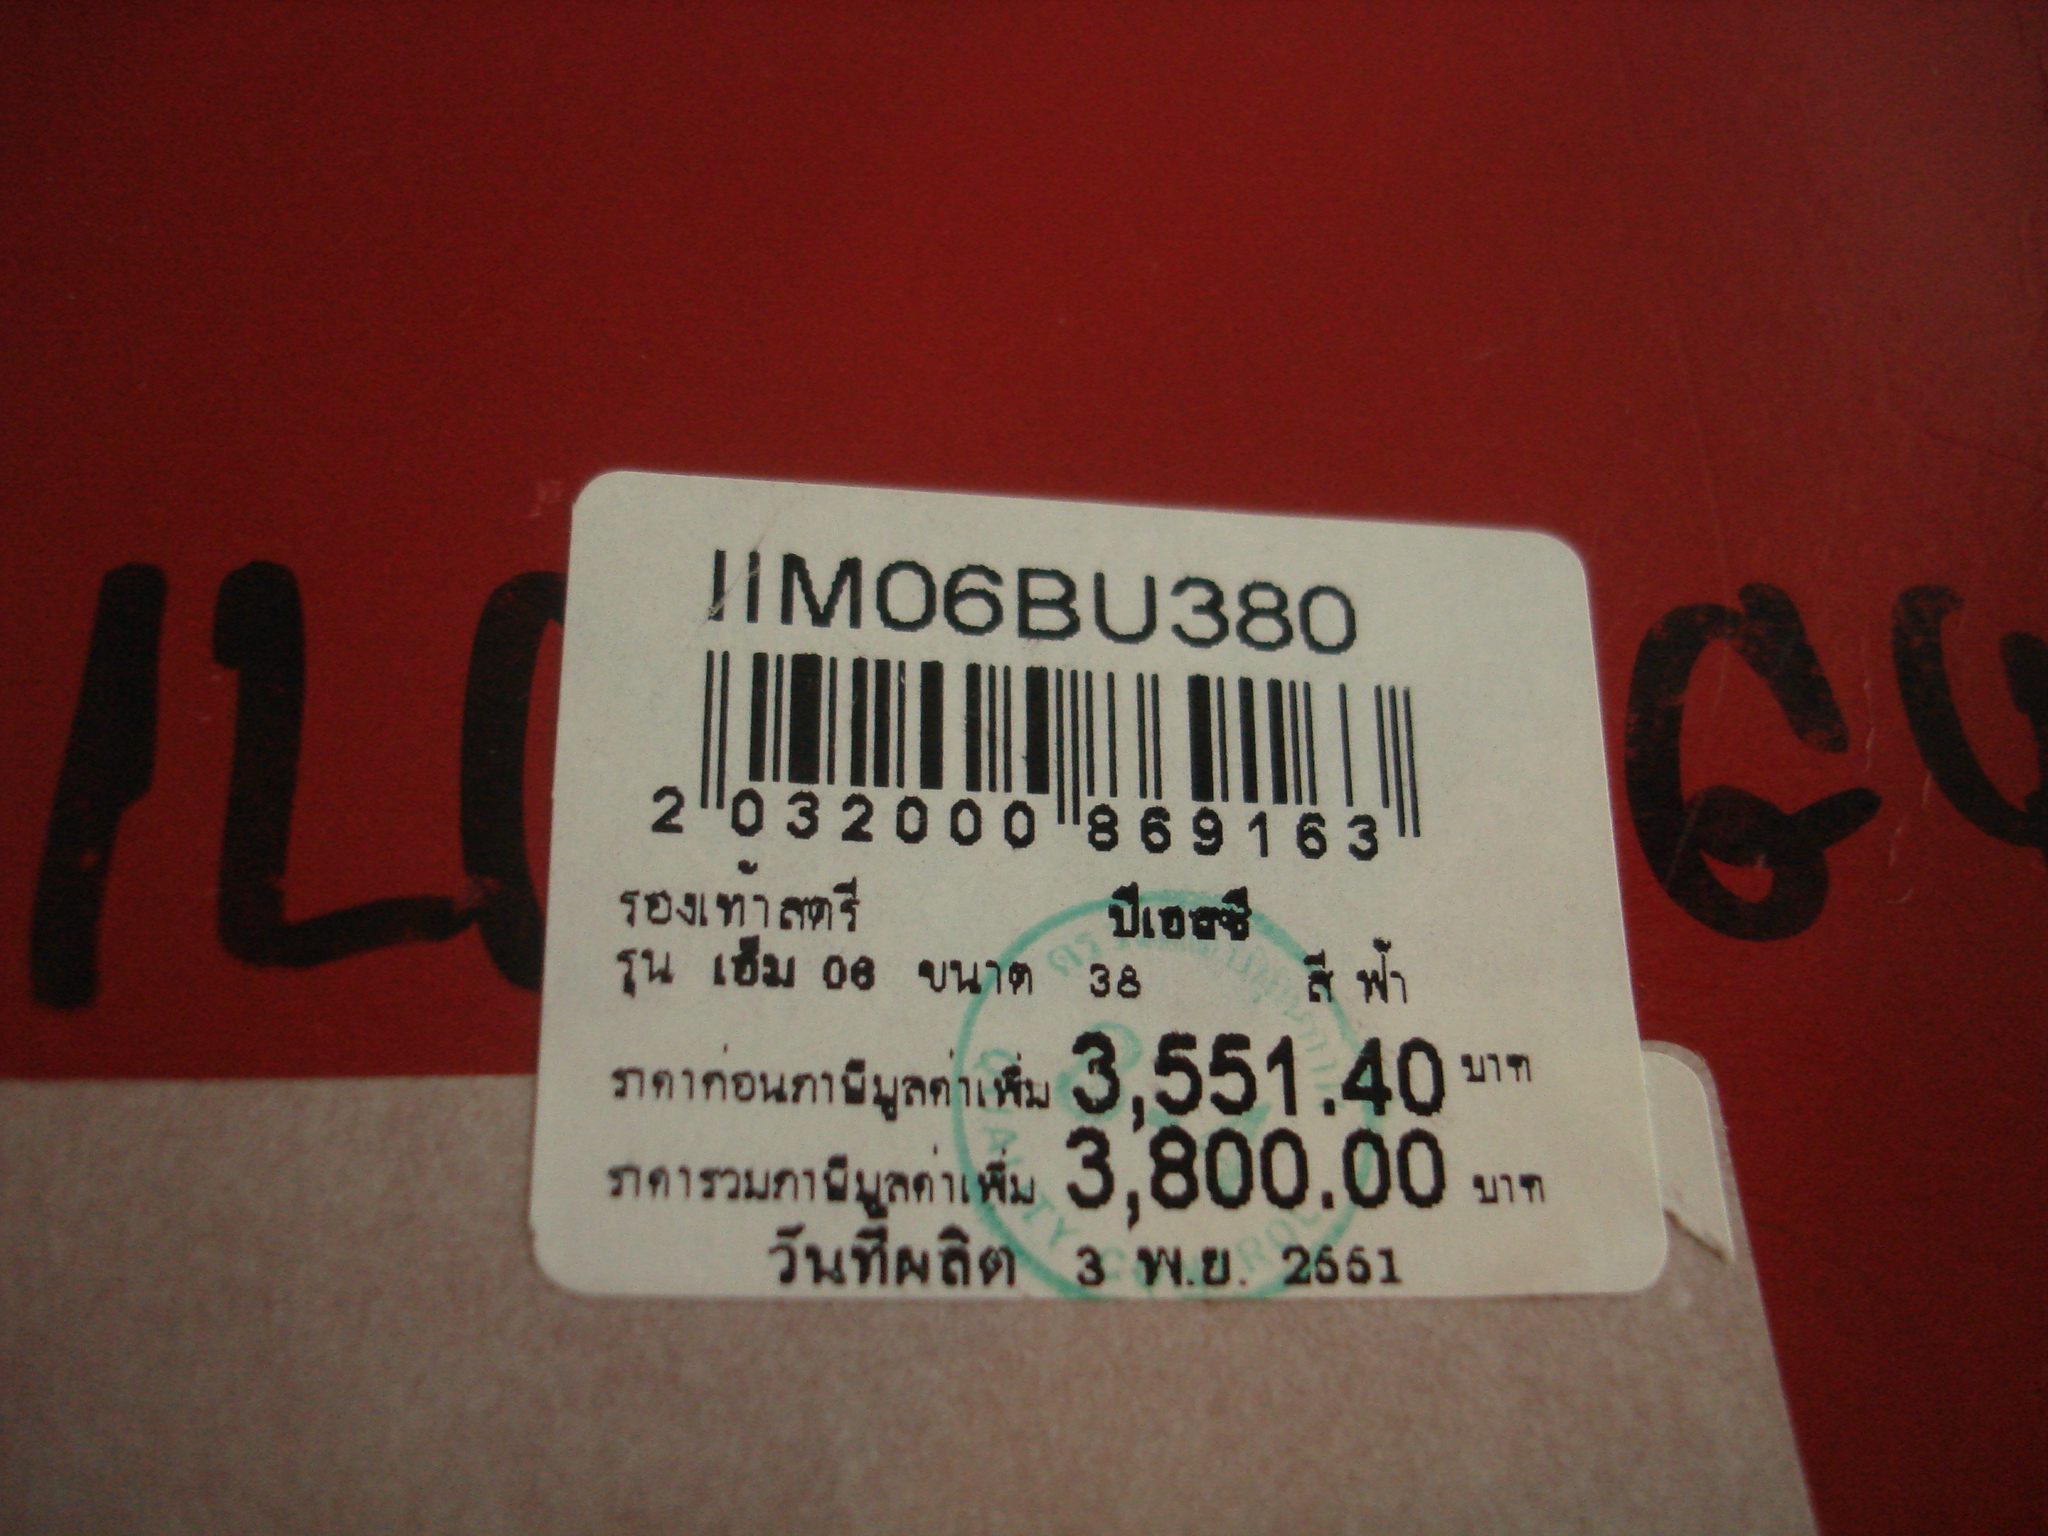 IIM06BU380
2 032000 869163
รองเท้าสตรี ปีเอสซี
รุ่น เอ็ม 06 ขนาด 38 สี ฟ้า
ราคาก่อนภาษีมูลค่าเพิ่ม 3,551.40 บาท
ราคารวมภาษีมูลค่าเพิ่ม 3,800.00 บาท
วันที่ผลิต 3 พ.ย. 2551
QUALITY CONTROL